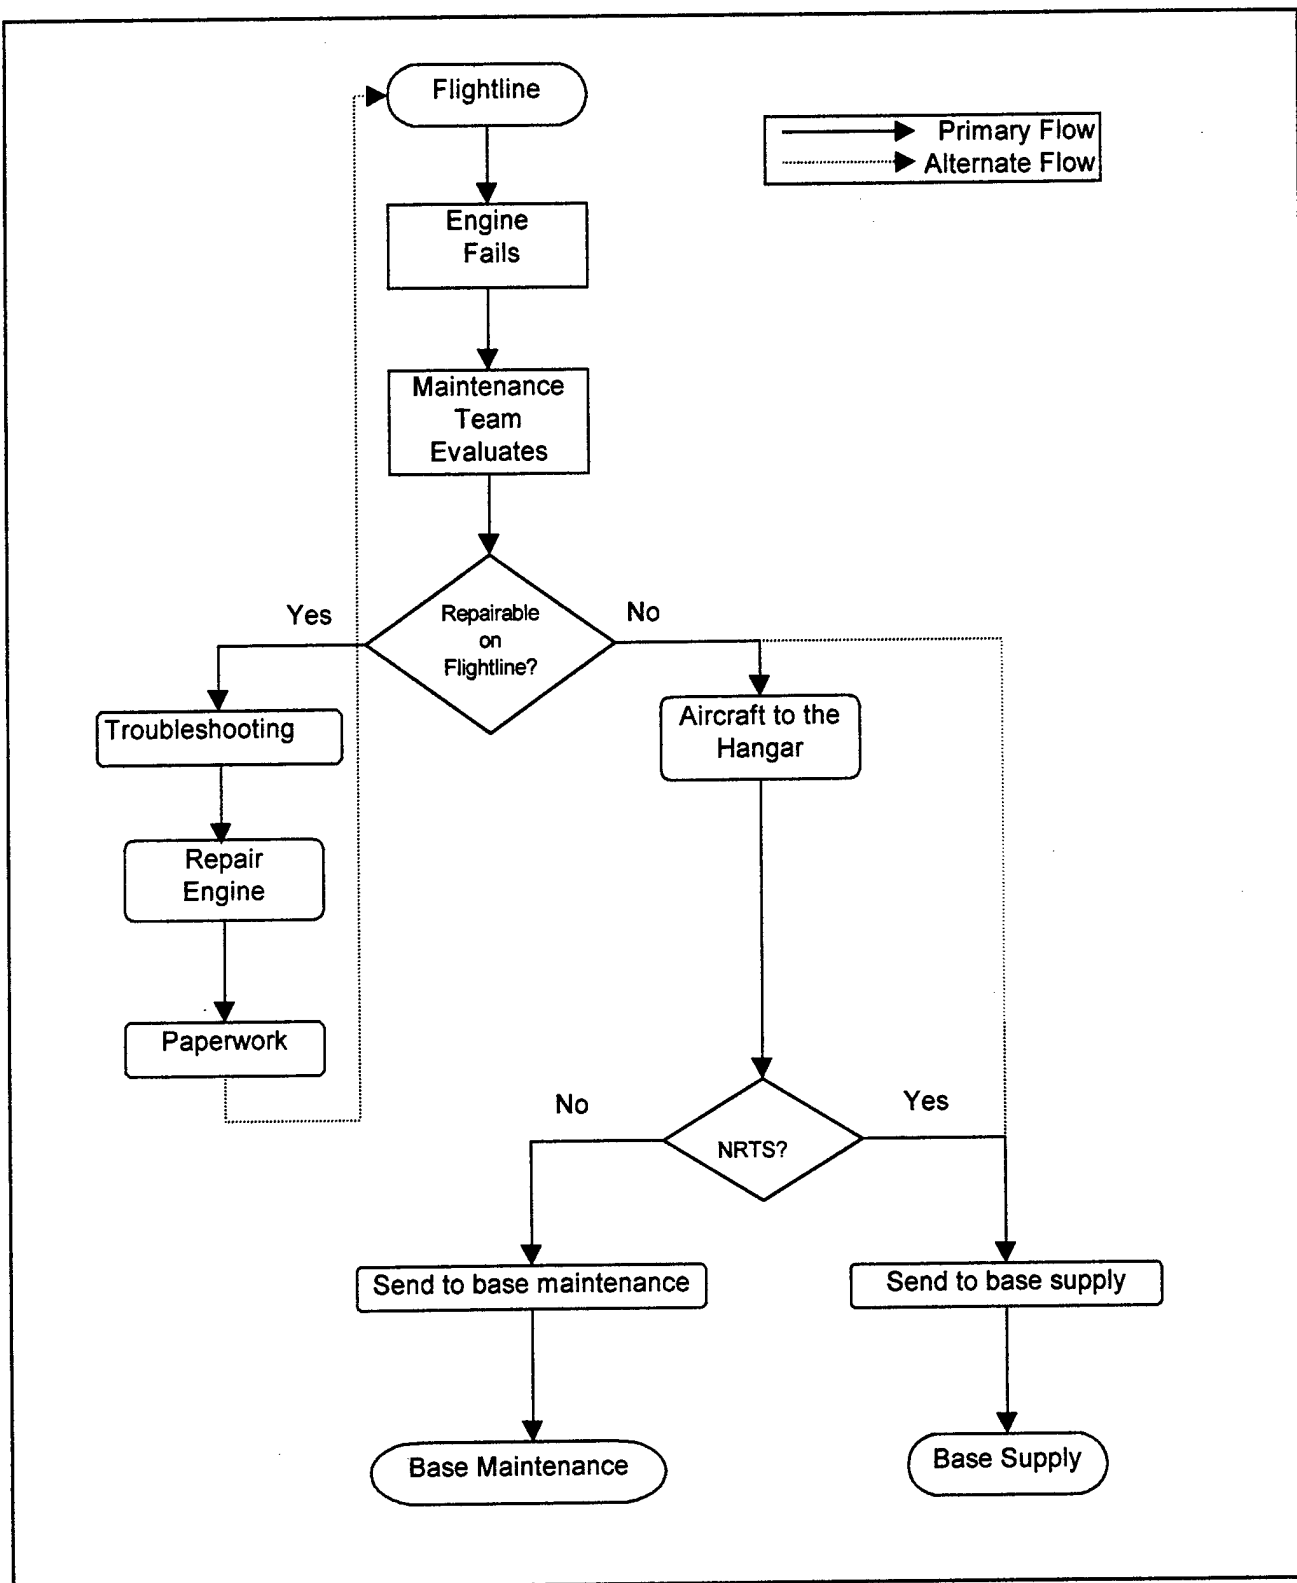 Flightline
Primary Flow
Alternate Flow
Engine
Fails
Maintenance
Team
Evaluates
Yes
No
Repairable
on
Flightline?
Troubleshooting
Aircraft to the
Hangar
Repair
Engine
Paperwork
No
Yes
NRTS?
Send to base maintenance
Send to base supply
Base Maintenance
Base Supply